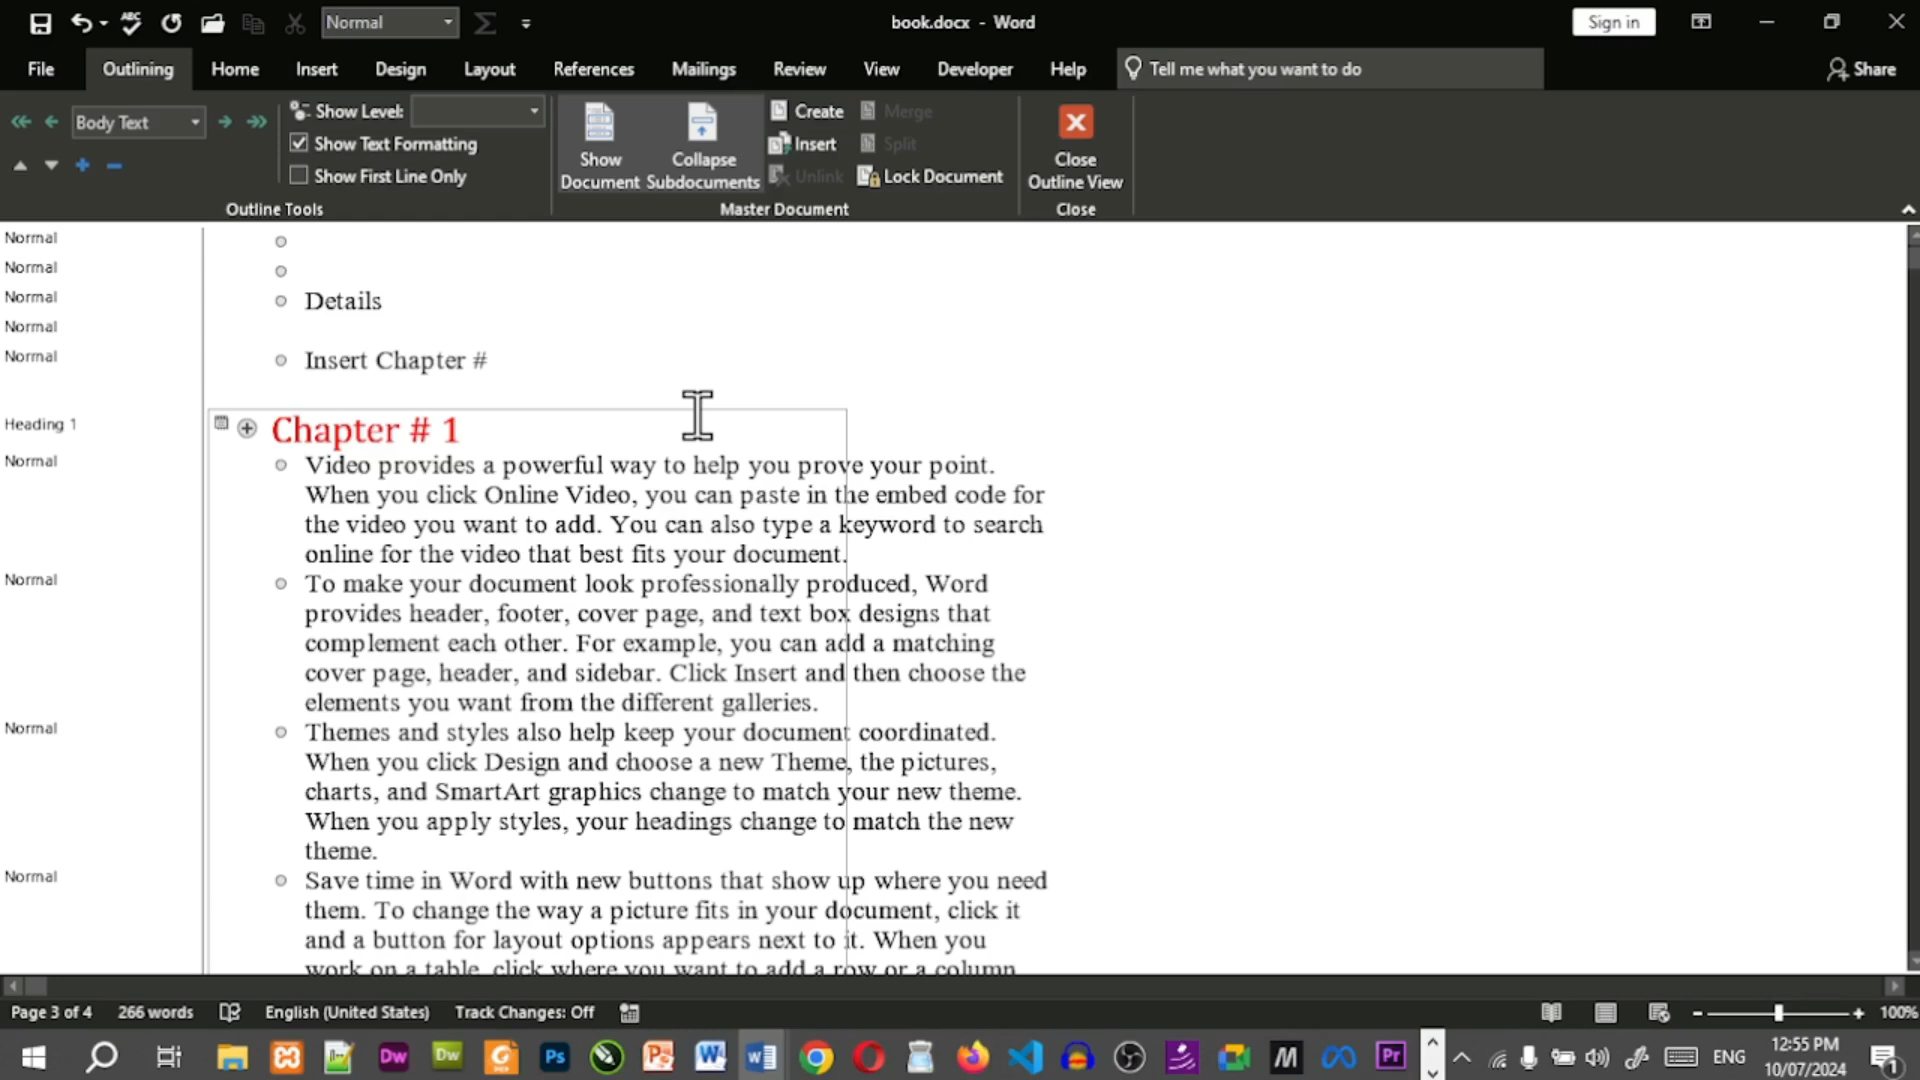 Normal
book.docx - Word
Sign in
File
Outlining
Home
Insert
Design
Layout
References
Mailings
Review
View
Developer
Help
Tell me what you want to do
Share
Body Text
Show Level:
Show Text Formatting
Show First Line Only
Outline Tools
Show Document
Collapse Subdocuments
Create
Insert
Unlink
Merge
Split
Lock Document
Master Document
Close Outline View
Close
Normal
Normal
Normal
Details
Normal
Normal
Insert Chapter #
Heading 1
Chapter # 1
Normal
Video provides a powerful way to help you prove your point.
When you click Online Video, you can paste in the embed code for
the video you want to add. You can also type a keyword to search
online for the video that best fits your document.
Normal
To make your document look professionally produced, Word
provides header, footer, cover page, and text box designs that
complement each other. For example, you can add a matching
cover page, header, and sidebar. Click Insert and then choose the
elements you want from the different galleries.
Normal
Themes and styles also help keep your document coordinated.
When you click Design and choose a new Theme, the pictures,
charts, and SmartArt graphics change to match your new theme.
When you apply styles, your headings change to match the new
theme.
Normal
Save time in Word with new buttons that show up where you need
them. To change the way a picture fits in your document, click it
and a button for layout options appears next to it. When you
work on a table, click where you want to add a row or a column
Page 3 of 4
266 words
English (United States)
Track Changes: Off
100%
ENG
12:55 PM
10/07/2024